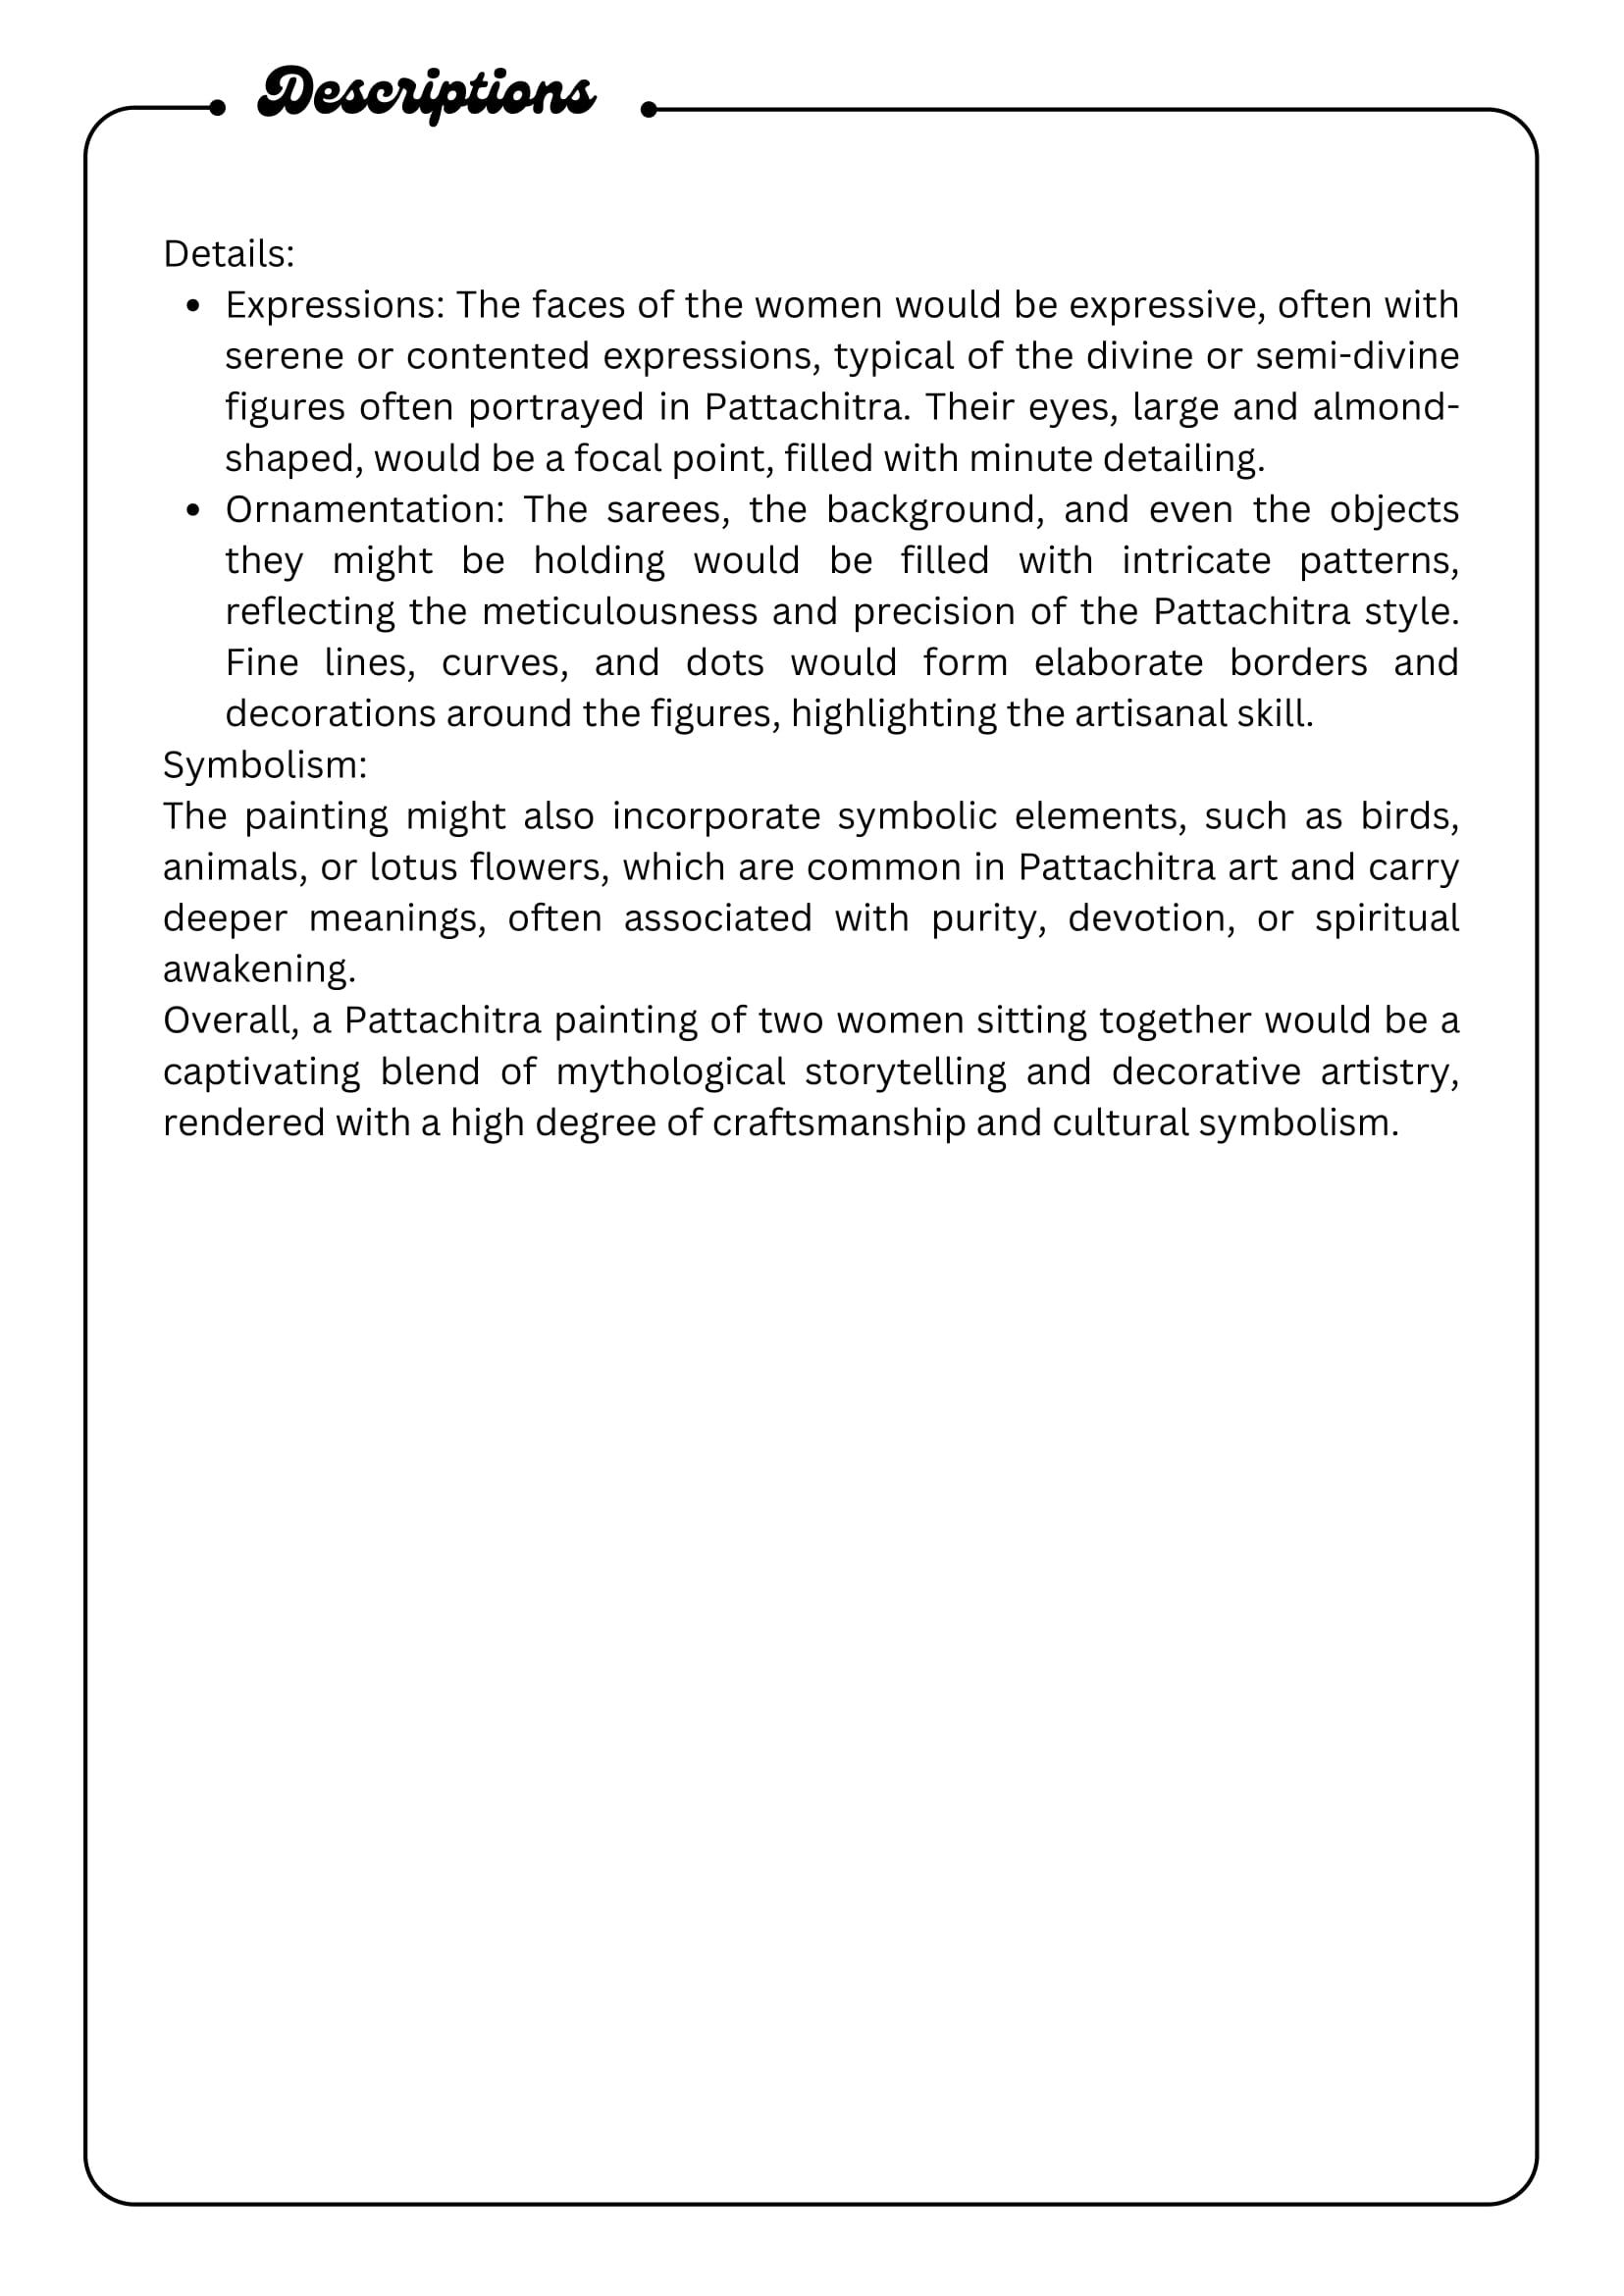 Descriptions
Details:
• Expressions: The faces of the women would be expressive, often with
serene or contented expressions, typical of the divine or semi-divine
figures often portrayed in Pattachitra. Their eyes, large and almond-
shaped, would be a focal point, filled with minute detailing.
• Ornamentation: The sarees, the background, and even the objects
they might be holding would be filled with intricate patterns,
reflecting the meticulousness and precision of the Pattachitra style.
Fine lines, curves, and dots would form elaborate borders and
decorations around the figures, highlighting the artisanal skill.
Symbolism:
The painting might also incorporate symbolic elements, such as birds,
animals, or lotus flowers, which are common in Pattachitra art and carry
deeper meanings, often associated with purity, devotion, or spiritual
awakening.
Overall, a Pattachitra painting of two women sitting together would be a
captivating blend of mythological storytelling and decorative artistry,
rendered with a high degree of craftsmanship and cultural symbolism.